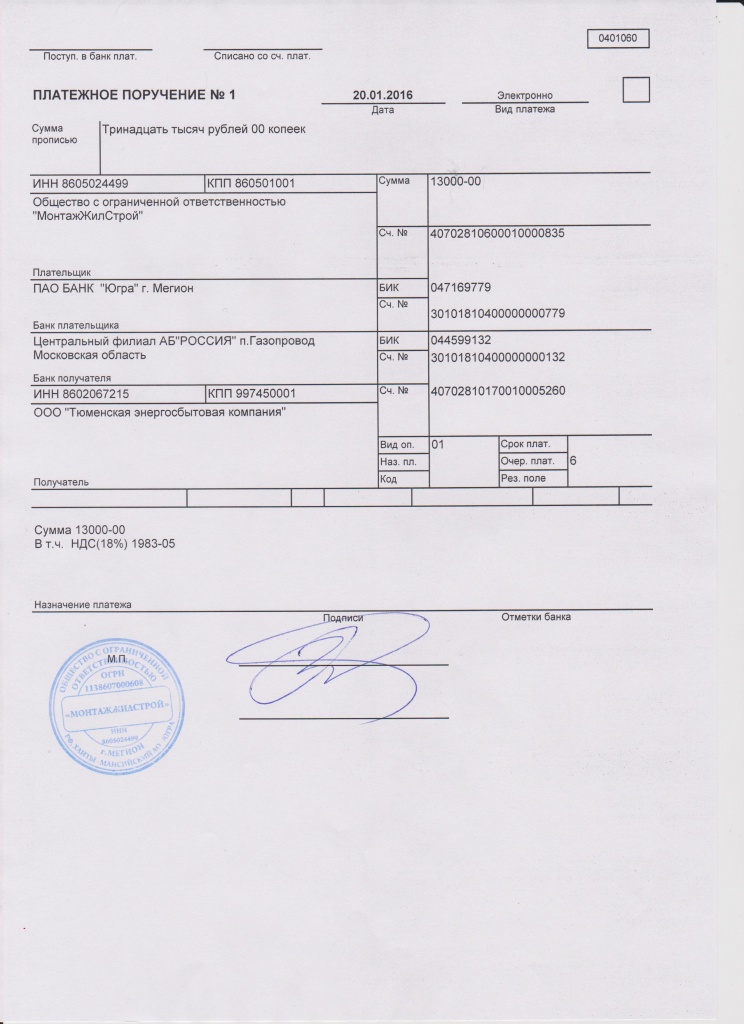 0401060
Поступ. в банк плат.
Списано со сч. плат.
ПЛАТЕЖНОЕ ПОРУЧЕНИЕ № 1
20.01.2016
Электронно
Дата
Вид платежа
Сумма
прописью
Тринадцать тысяч рублей 00 копеек
ИНН 8605024499
КПП 860501001
Сумма
13000-00
Общество с ограниченной ответственностью
"МонтажЖилСтрой"
Сч. №
40702810600010000835
Плательщик
ПАО БАНК "Югра" г. Мегион
БИК
047169779
Сч. №
30101810400000000779
Банк плательщика
Центральный филиал АБ"РОССИЯ" п.Газопровод
Московская область
БИК
044599132
Сч. №
30101810400000000132
Банк получателя
ИНН 8602067215
КПП 997450001
Сч. №
40702810170010005260
ООО "Тюменская энергосбытовая компания"
Вид оп.
01
Срок плат.
Наз. пл.
Очер. плат.
6
Код
Рез. поле
Получатель
Сумма 13000-00
В т.ч. НДС(18%) 1983-05
Назначение платежа
Подписи
Отметки банка
М.П.
ОБЩЕСТВО С ОГРАНИЧЕННОЙ
ОТВЕТСТВЕННОСТЬЮ
ОГРН
1138607000608
«МОНТАЖЖИЛСТРОЙ»
ИНН
8605024499
г.МЕГИОН